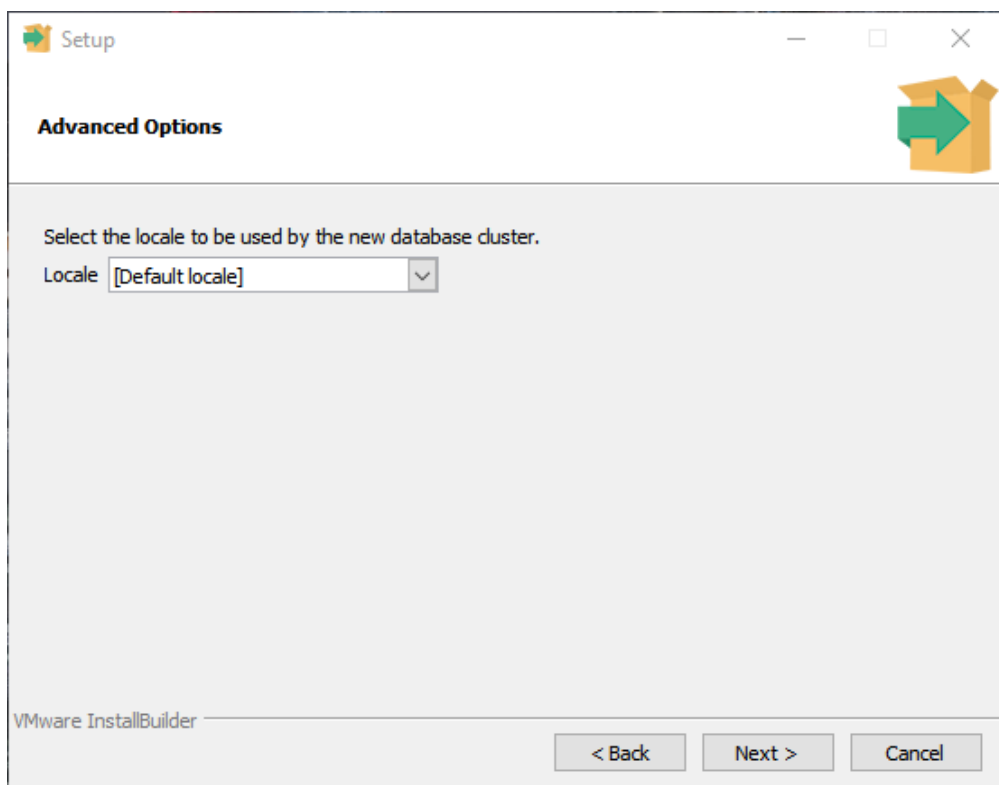 Setup
Advanced Options
Select the locale to be used by the new database cluster.
Locale [Default locale]
VMware InstallBuilder
< Back Next > Cancel